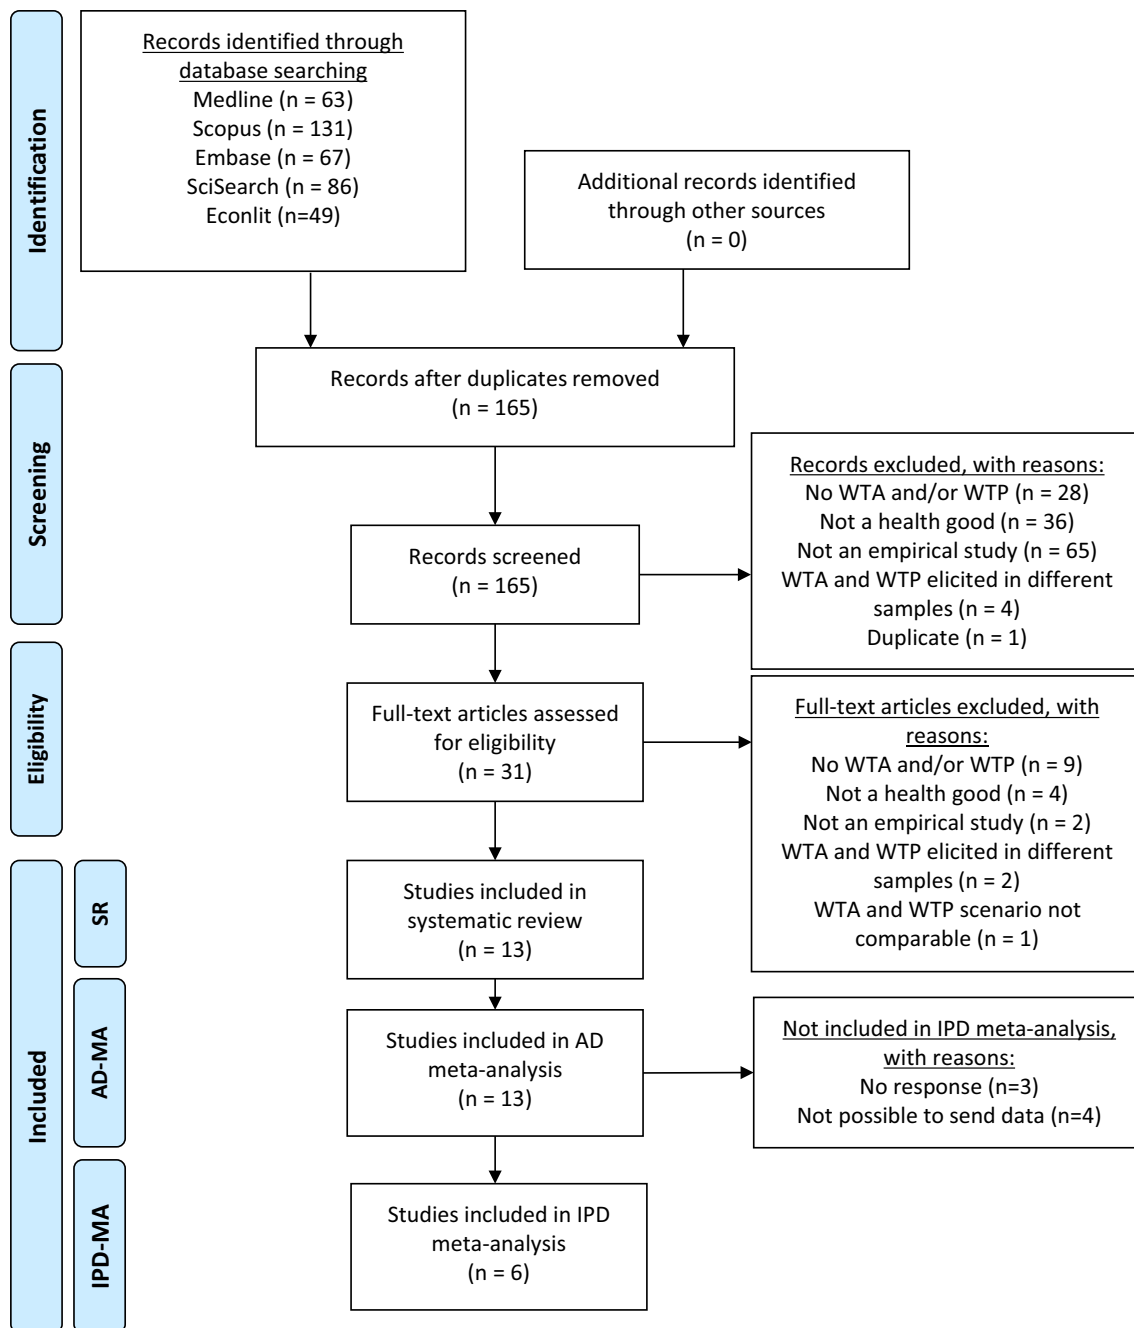 Identification
Records identified through
database searching
Medline (n = 63)
Scopus (n = 131)
Embase (n = 67)
SciSearch (n = 86)
Econlit (n=49)
Additional records identified
through other sources
(n = 0)
Records after duplicates removed
(n = 165)
Screening
Records screened
(n = 165)
Records excluded, with reasons:
No WTA and/or WTP (n = 28)
Not a health good (n = 36)
Not an empirical study (n = 65)
WTA and WTP elicited in different
samples (n = 4)
Duplicate (n = 1)
Eligibility
Full-text articles assessed
for eligibility
(n = 31)
Full-text articles excluded, with
reasons:
No WTA and/or WTP (n = 9)
Not a health good (n = 4)
Not an empirical study (n = 2)
WTA and WTP elicited in different
samples (n = 2)
WTA and WTP scenario not
comparable (n = 1)
Included
SR
Studies included in
systematic review
(n = 13)
AD-MA
Studies included in AD
meta-analysis
(n = 13)
Not included in IPD meta-analysis,
with reasons:
No response (n=3)
Not possible to send data (n=4)
IPD-MA
Studies included in IPD
meta-analysis
(n = 6)